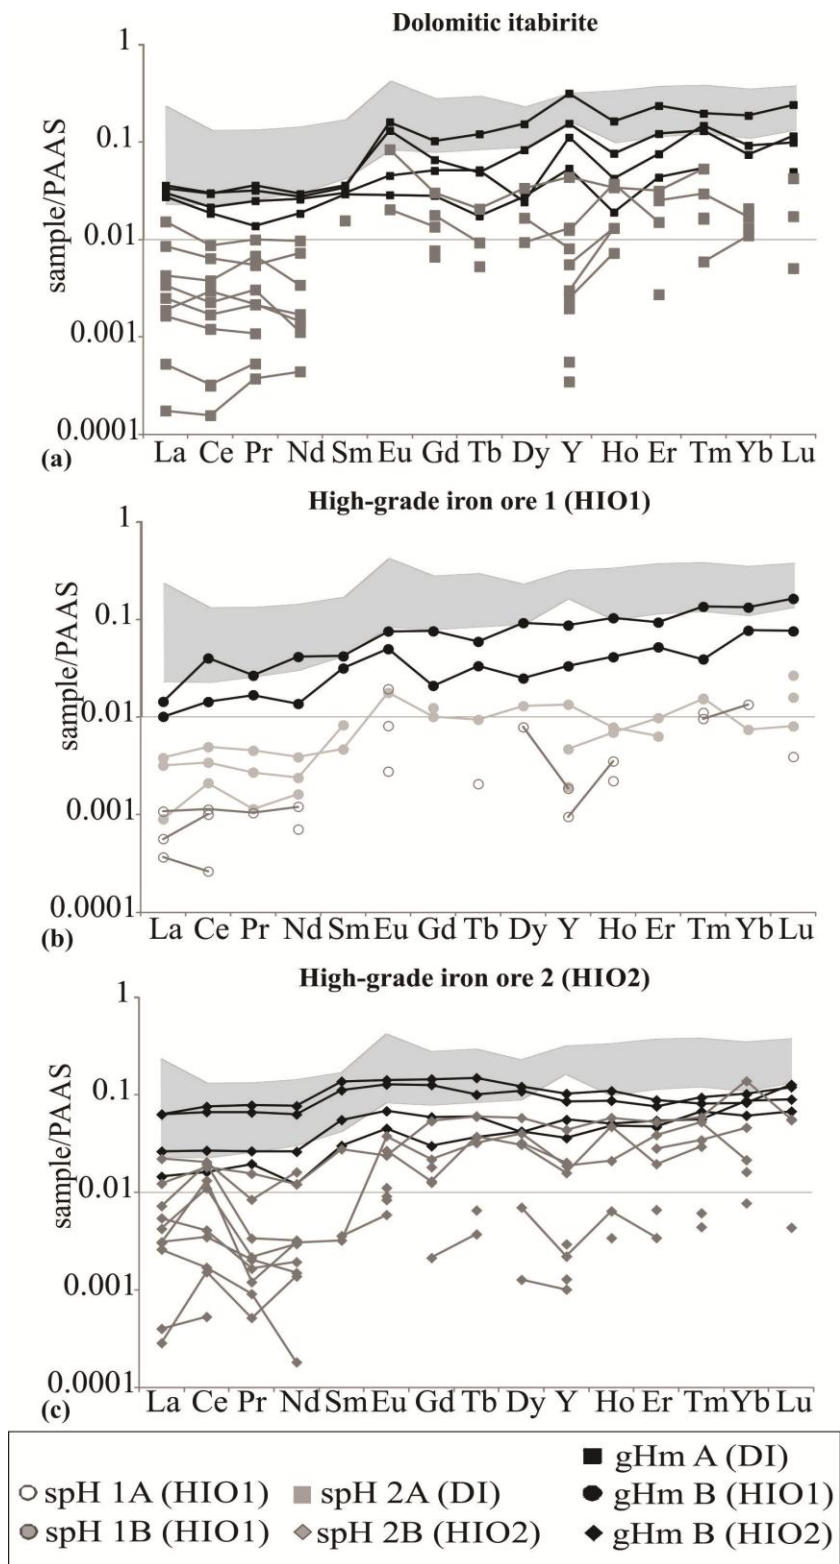 Dolomitic itabirite
1
0.1
0.01
0.001
0.0001
sample/PAAS
La Ce Pr Nd Sm Eu Gd Tb Dy Y Ho Er Tm Yb Lu
(a)
High-grade iron ore 1 (HIO1)
1
0.1
0.01
0.001
0.0001
sample/PAAS
La Ce Pr Nd Sm Eu Gd Tb Dy Y Ho Er Tm Yb Lu
(b)
High-grade iron ore 2 (HIO2)
1
0.1
0.01
0.001
0.0001
sample/PAAS
La Ce Pr Nd Sm Eu Gd Tb Dy Y Ho Er Tm Yb Lu
(c)
gHm A (DI)
spH 1A (HIO1) spH 2A (DI) gHm B (HIO1)
spH 1B (HIO1) spH 2B (HIO2) gHm B (HIO2)